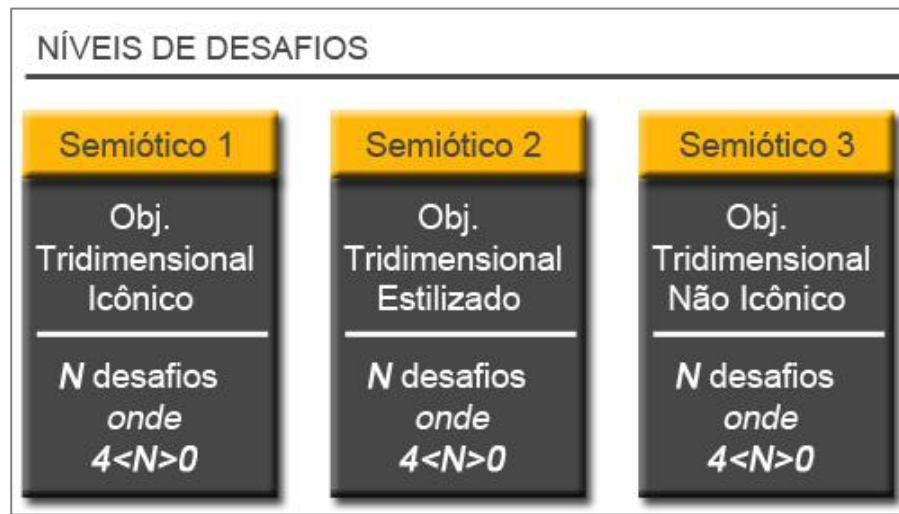 NÍVEIS DE DESAFIOS
Semiótico 1
Obj.
Tridimensional
Icônico
N desafios
onde
4<N>0
Semiótico 2
Obj.
Tridimensional
Estilizado
N desafios
onde
4<N>0
Semiótico 3
Obj.
Tridimensional
Não Icônico
N desafios
onde
4<N>0